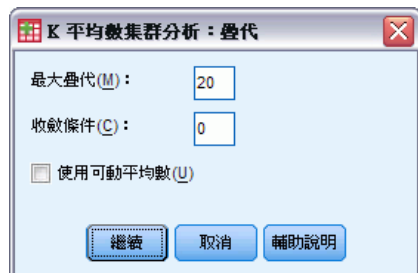 K 平均數集群分析：疊代
最大疊代(M)： 20
收斂條件(C)： 0
使用可動平均數(U)
繼續 取消 輔助說明